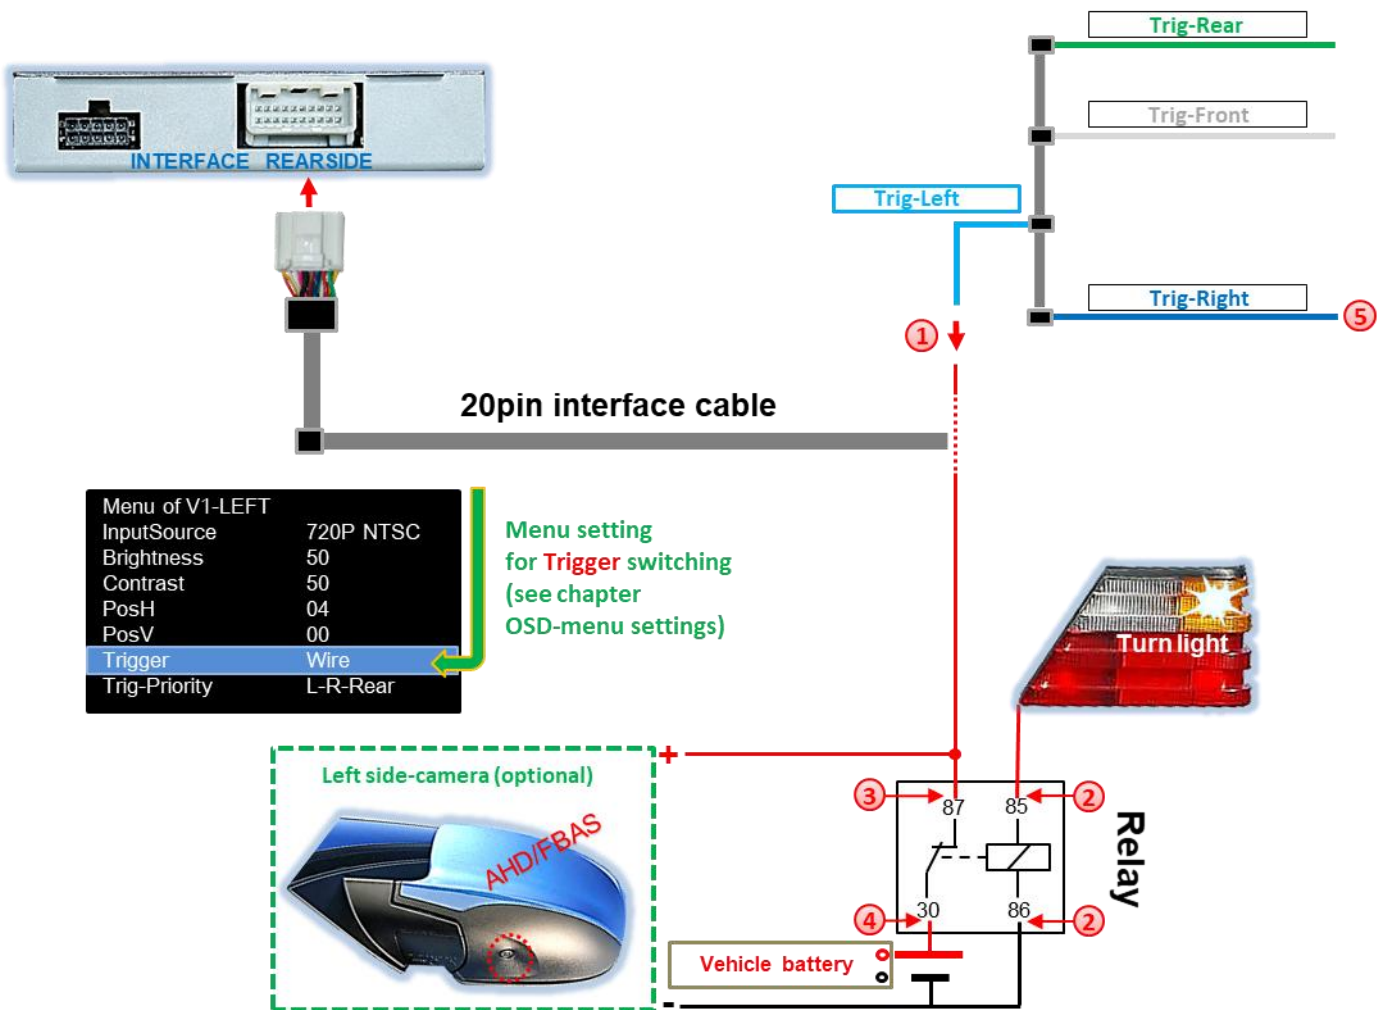 Trig-Rear
Trig-Front
Trig-Left
Trig-Right
5
INTERFACE REARSIDE
1
20pin interface cable
Menu of V1-LEFT
InputSource 720P NTSC
Brightness 50
Contrast 50
PosH 04
PosV 00
Trigger Wire
Trig-Priority L-R-Rear
Menu setting
for Trigger switching
(see chapter
OSD-menu settings)
Turn light
+
Left side-camera (optional)
AHD/FBAS
3
87
85
2
Relay
4
30
86
2
Vehicle battery
-